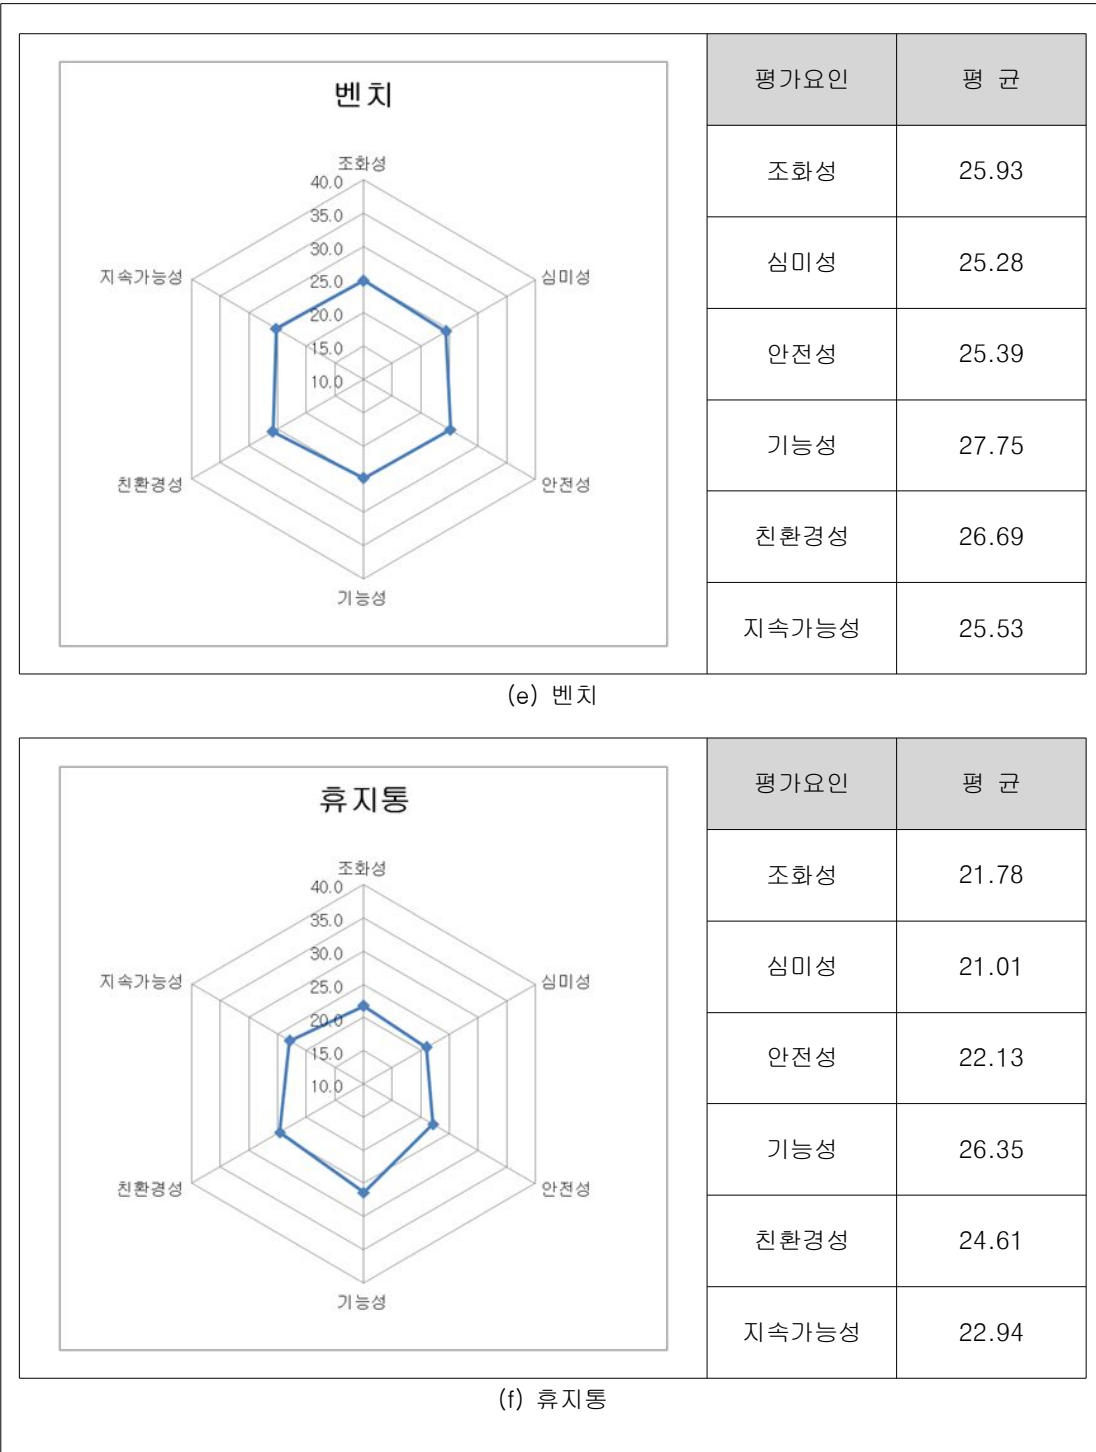 벤치
조화성
40.0
35.0
30.0
25.0
20.0
15.0
10.0
지속가능성
심미성
친환경성
안전성
기능성
평가요인 평 균
조화성 25.93
심미성 25.28
안전성 25.39
기능성 27.75
친환경성 26.69
지속가능성 25.53
(e) 벤치
휴지통
조화성
40.0
35.0
30.0
25.0
20.0
15.0
10.0
지속가능성
심미성
친환경성
안전성
기능성
평가요인 평 균
조화성 21.78
심미성 21.01
안전성 22.13
기능성 26.35
친환경성 24.61
지속가능성 22.94
(f) 휴지통